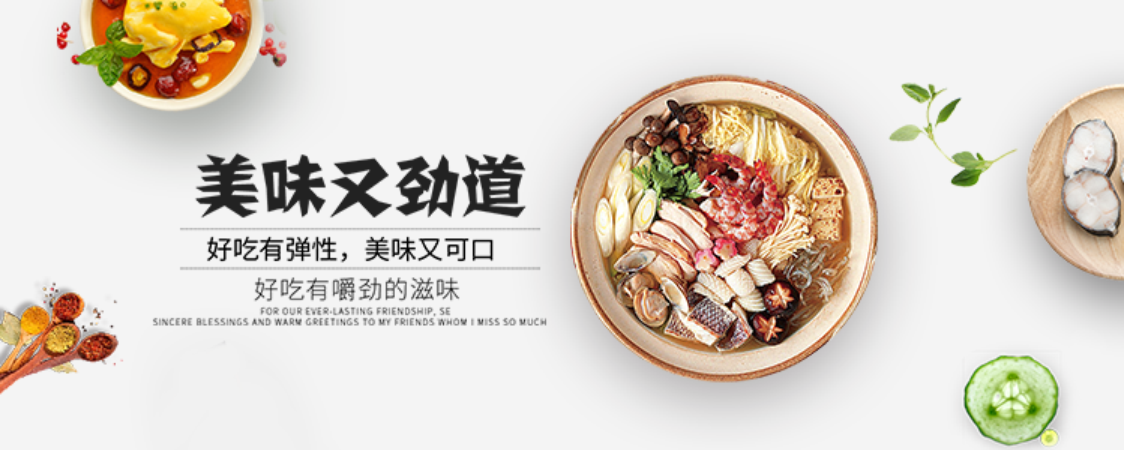 美味又劲道
好吃有弹性，美味又可口
好吃有嚼劲的滋味
FOR OUR EVER-LASTING FRIENDSHIP, SE
SINCERE BLESSINGS AND WARM GREETINGS TO MY FRIENDS WHOM I MISS SO MUCH